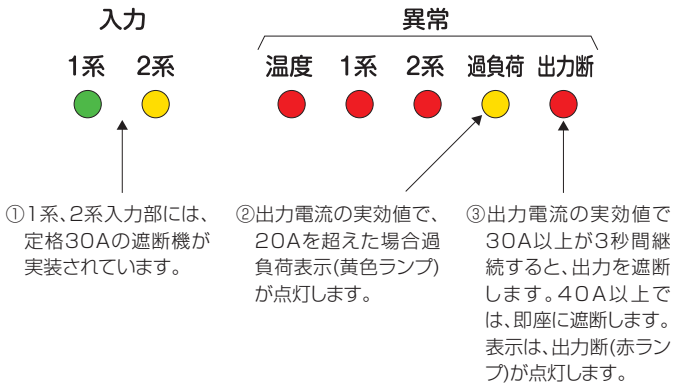 入力
異常
1系 2系
温度 1系 2系 過負荷 出力断
①1系、2系入力部には、
定格30Aの遮断機が
実装されています。
②出力電流の実効値で、
20Aを超えた場合過
負荷表示(黄色ランプ)
が点灯します。
③出力電流の実効値で
30A以上が3秒間継
続すると、出力を遮断
します。40A以上で
は、即座に遮断します。
表示は、出力断(赤ラン
プ)が点灯します。